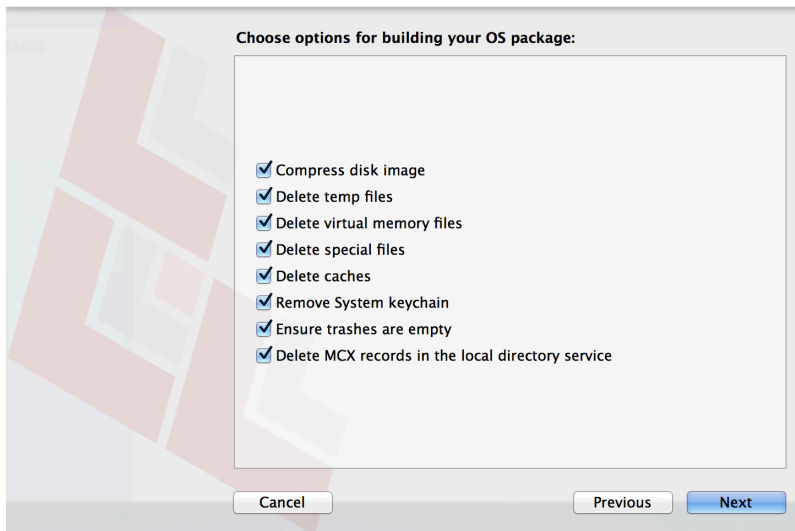 Choose options for building your OS package:
Compress disk image
Delete temp files
Delete virtual memory files
Delete special files
Delete caches
Remove System keychain
Ensure trashes are empty
Delete MCX records in the local directory service
Cancel
Previous
Next